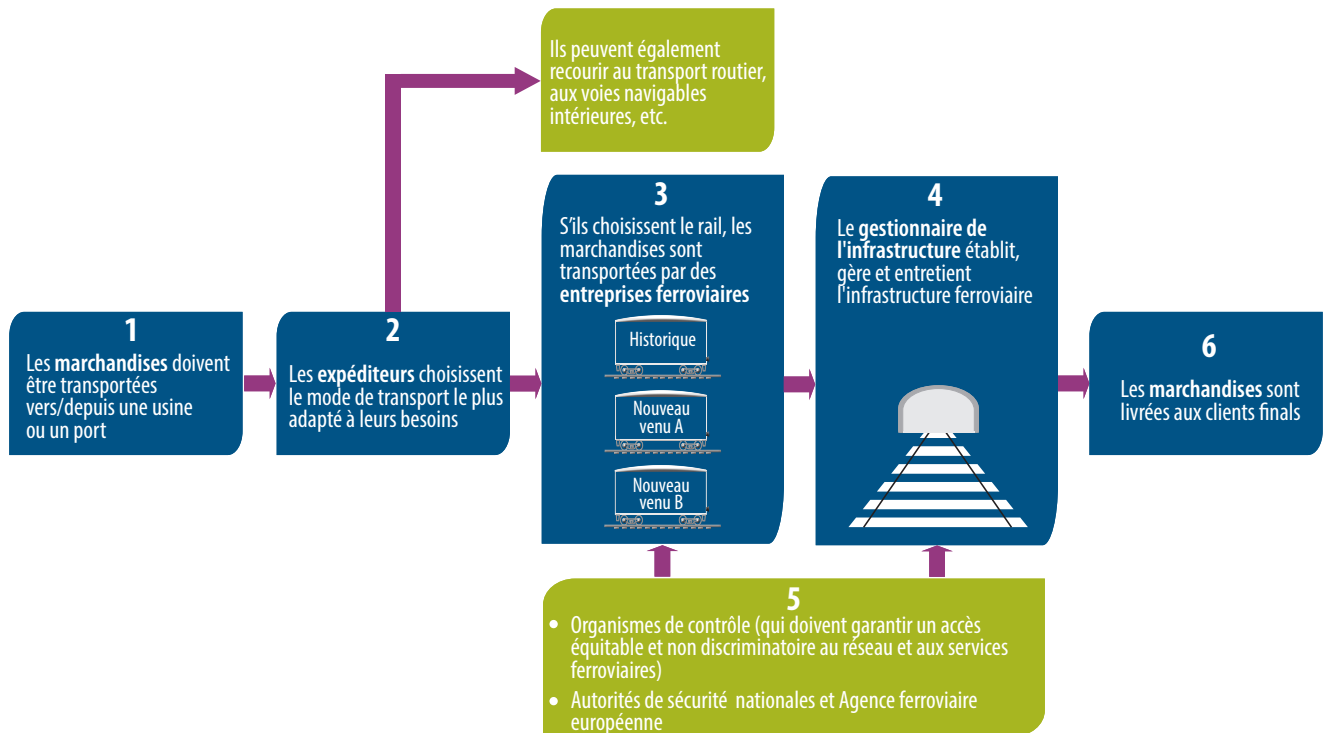 Ils peuvent également
recourir au transport routier,
aux voies navigables
intérieures, etc.
1
Les marchandises doivent
être transportées
vers/depuis une usine
ou un port
2
Les expéditeurs choisissent
le mode de transport le plus
adapté à leurs besoins
3
S'ils choisissent le rail, les
marchandises sont
transportées par des
entreprises ferroviaires
Historique
Nouveau
venu A
Nouveau
venu B
4
Le gestionnaire de
l'infrastructure établit,
gère et entretient
l'infrastructure ferroviaire
5
• Organismes de contrôle (qui doivent garantir un accès
équitable et non discriminatoire au réseau et aux services
ferroviaires)
• Autorités de sécurité nationales et Agence ferroviaire
européenne
6
Les marchandises sont
livrées aux clients finals